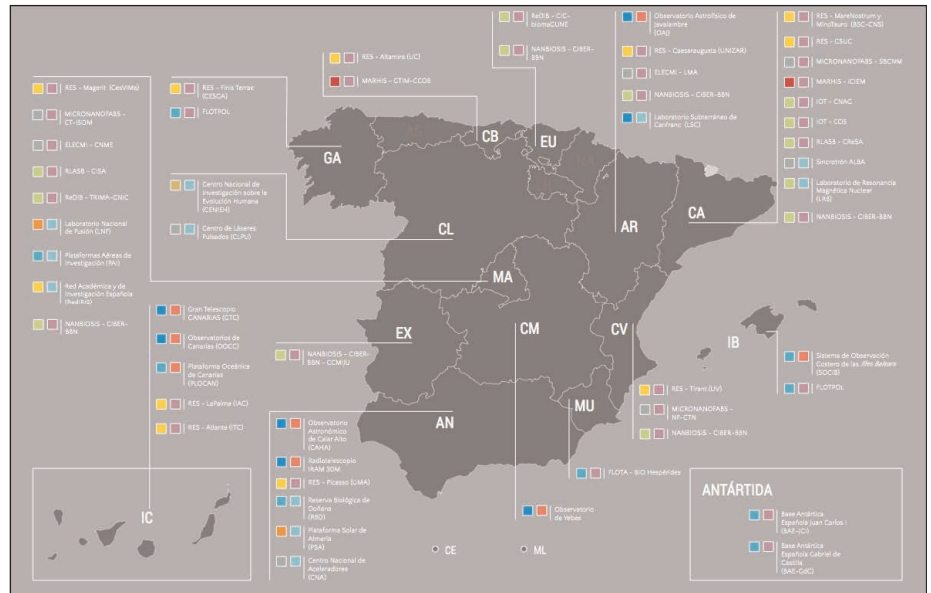 RES - Magerit (CesViMa)
MICRONANOFABS -
CT-ISOM
ELECMI - CNME
RLASB - CISA
ReDIB - TRIMA-CNIC
Laboratorio Nacional
de Fusión (LNF)
Plataformas Aéreas de
Investigación (PAI)
Red Académica y de
Investigación Española
(RedIRIS)
NANBIOSIS - CIBER-
BBN
RES - Finis Terrae
(CESGA)
FLOTPOL
Centro Nacional de
Investigación sobre la
Evolución Humana
(CENIEH)
Centro de Láseres
Pulsados (CLPU)
RES - Altamira (UC)
MARHIS - GTIM-CCOB
ReDIB - CIC-
biomaGUNE
NANBIOSIS - CIBER-
BBN
Observatorio Astrofísico de
Javalambre
(OAJ)
RES - Caesaraugusta (UNIZAR)
ELECMI - LMA
NANBIOSIS - CIBER-BBN
Laboratorio Subterráneo de
Canfranc (LSC)
RES - MareNostrum y
MinoTauro (BSC-CNS)
RES - CSUC
MICRONANOFABS - SBCNM
MARHIS - ICIEM
IOT - CNAG
IOT - COS
RLASB - CReSA
Sincrotrón ALBA
Laboratorio de Resonancia
Magnética Nuclear
(LRB)
NANBIOSIS - CIBER-BBN
GA
CB
EU
CL
AR
CA
MA
EX
CM
CV
IB
AN
MU
IC
CE
ML
Gran Telescopio
CANARIAS (GTC)
Observatorios de
Canarias (OOCC)
Plataforma Oceánica
de Canarias
(PLOCAN)
RES - LaPalma (IAC)
RES - Atlante (ITC)
NANBIOSIS - CIBER-
BBN - CCMIJU
Observatorio
Astronómico
de Calar Alto
(CAHA)
Radiotelescopio
IRAM 30M
RES - Picasso (UMA)
Reserva Biológica de
Doñana
(RBD)
Plataforma Solar de
Almería
(PSA)
Centro Nacional de
Aceleradores
(CNA)
Observatorio
de Yebes
FLOTA - BIO Hespérides
RES - Tirant (UV)
MICRONANOFABS -
NF-CTN
NANBIOSIS - CIBER-BBN
Sistema de Observación
Costero de las Illes Balears
(SOCIB)
FLOTPOL
ANTÁRTIDA
Base Antártica
Española Juan Carlos I
(BAE-JCI)
Base Antártica
Española Gabriel de
Castilla
(BAE-GdC)